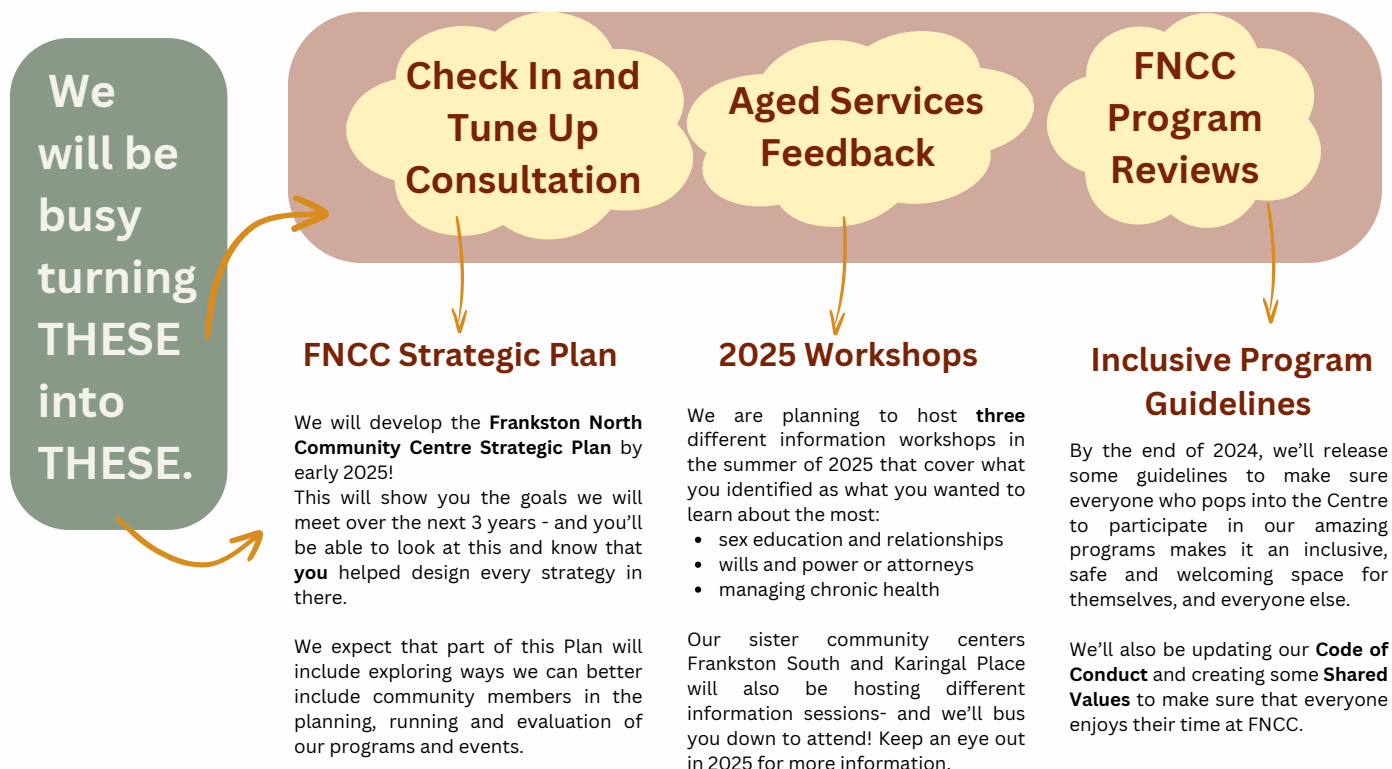 We
will be
busy
turning
THESE
into
THESE.
Check In and
Tune Up
Consultation
Aged Services
Feedback
FNCC
Program
Reviews
FNCC Strategic Plan
We will develop the Frankston North
Community Centre Strategic Plan by
early 2025!
This will show you the goals we will
meet over the next 3 years - and you'll
be able to look at this and know that
you helped design every strategy in
there.
We expect that part of this Plan will
include exploring ways we can better
include community members in the
planning, running and evaluation of
our programs and events.
2025 Workshops
We are planning to host three
different information workshops in
the summer of 2025 that cover what
you identified as what you wanted to
learn about the most:
• sex education and relationships
• wills and power or attorneys
• managing chronic health
Our sister community centers
Frankston South and Karingal Place
will also be hosting different
information sessions- and we'll bus
you down to attend! Keep an eye out
in 2025 for more information.
Inclusive Program
Guidelines
By the end of 2024, we'll release
some guidelines to make sure
everyone who pops into the Centre
to participate in our amazing
programs makes it an inclusive,
safe and welcoming space for
themselves, and everyone else.
We'll also be updating our Code of
Conduct and creating some Shared
Values to make sure that everyone
enjoys their time at FNCC.